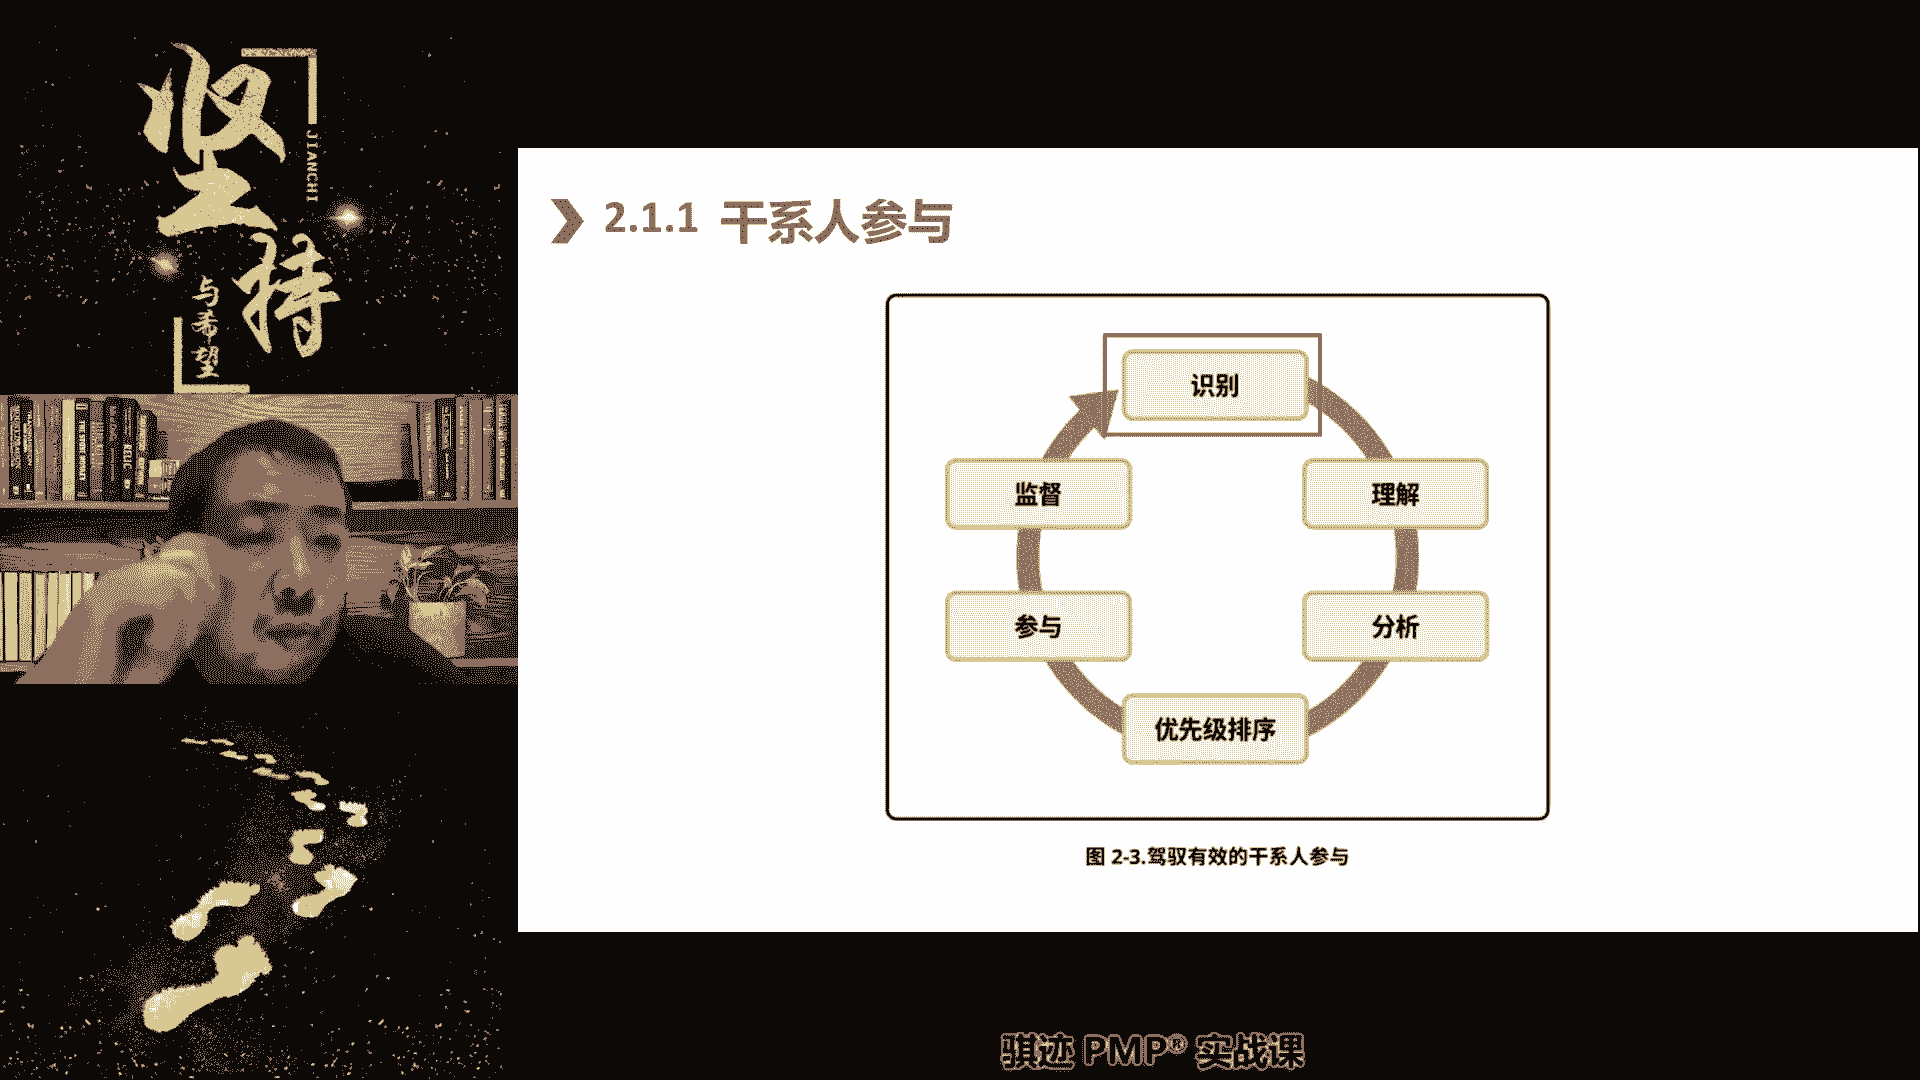 坚持
JIANCHI
与希望
2.1.1 干系人参与
识别
监督
理解
参与
分析
优先级排序
图 2-3.驾驭有效的干系人参与
骐迹 PMP® 实战课